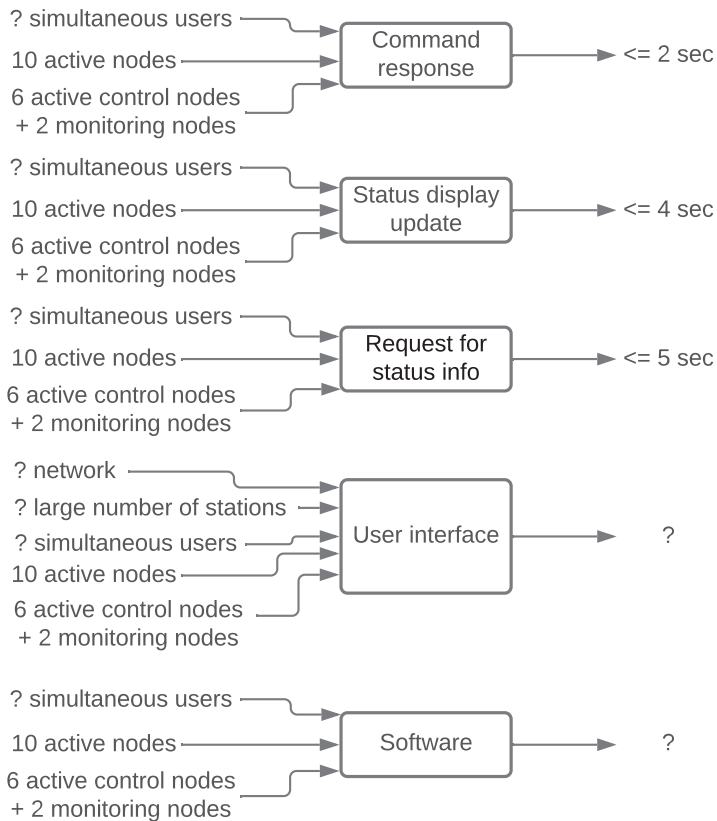 ? simultaneous users
10 active nodes
6 active control nodes
+ 2 monitoring nodes
Command
response
<= 2 sec
? simultaneous users
10 active nodes
6 active control nodes
+ 2 monitoring nodes
Status display
update
<= 4 sec
? simultaneous users
10 active nodes
6 active control nodes
+ 2 monitoring nodes
Request for
status info
<= 5 sec
? network
? large number of stations
? simultaneous users
10 active nodes
6 active control nodes
+ 2 monitoring nodes
User interface
?
? simultaneous users
10 active nodes
6 active control nodes
+ 2 monitoring nodes
Software
?